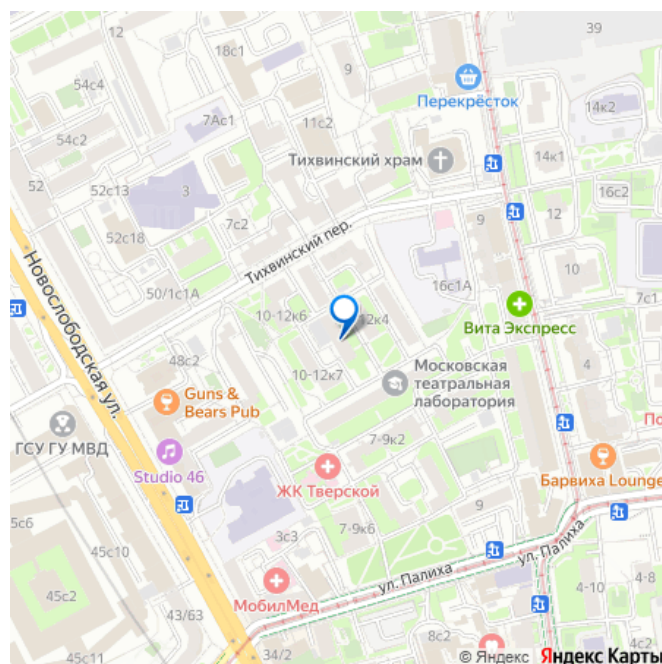 12
54с4
18с1
9
39
Перекрёсток
14к2
7Ас1
11с2
54с2
Тихвинский храм
14к1
52
52с13
3
16с2
52с18
7с2
9
12
Тихвинский пер.
10
Новослободская ул.
50/1с1А
16с1А
7с1
10-12к6
12к4
Вита Экспресс
48с2
10-12к7
Московская
театральная
лаборатория
4
Guns &
Bears Pub
ГСУ ГУ МВД
7-9к2
По
Studio 46
ЖК Тверской
Барвиха Lounge
9
5с6
3с3
7-9к6
ул. Палиха
45с10
ул. Палиха
45с2
МобилМед
4-10
8
43/63
8с2
4с2
45с11
34/2
© Яндекс Яндекс Карты